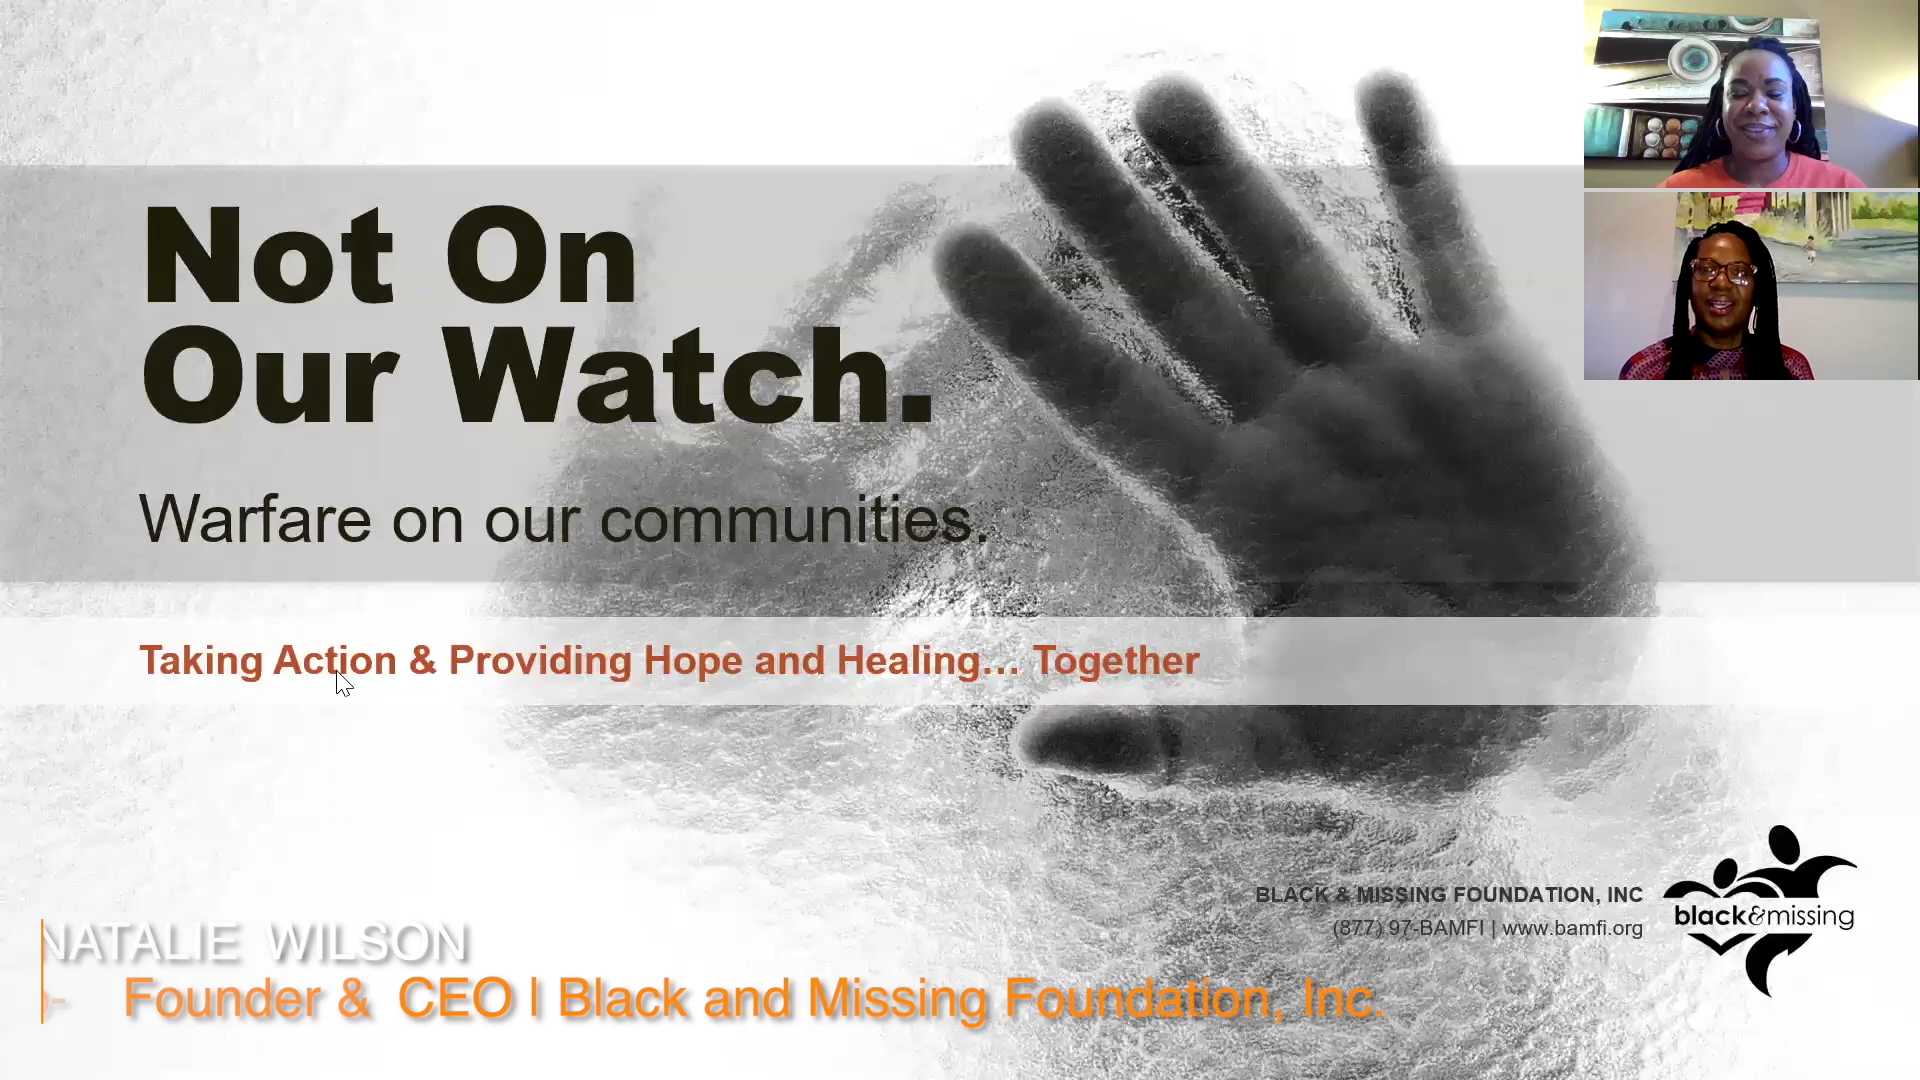 Not On
Our Watch.
Warfare on our communities.
Taking Action & Providing Hope and Healing... Together
BLACK & MISSING FOUNDATION, INC
(877) 97-BAMFI | www.bamfi.org
black&missing
NATALIE WILSON
- Founder & CEO | Black and Missing Foundation, Inc.